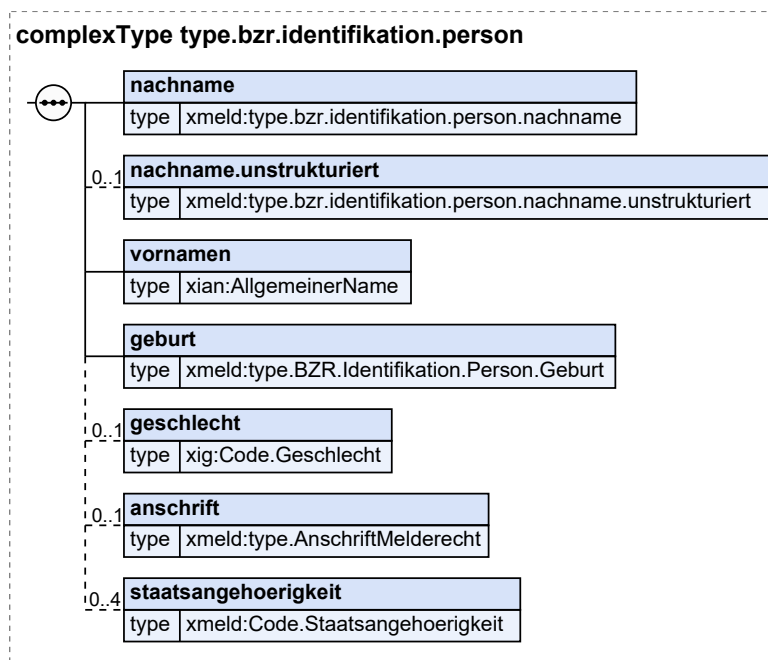 complexType type.bzr.identifikation.person
nachname
type xmeld:type.bzr.identifikation.person.nachname
0..1 nachname.unstrukturiert
type xmeld:type.bzr.identifikation.person.nachname.unstrukturiert
vornamen
type xian:AllgemeinerName
geburt
type xmeld:type.BZR.Identifikation.Person.Geburt
0..1 geschlecht
type xig:Code.Geschlecht
0..1 anschrift
type xmeld:type.AnschriftMelderecht
0..4 staatsangehoerigkeit
type xmeld:Code.Staatsangehoerigkeit